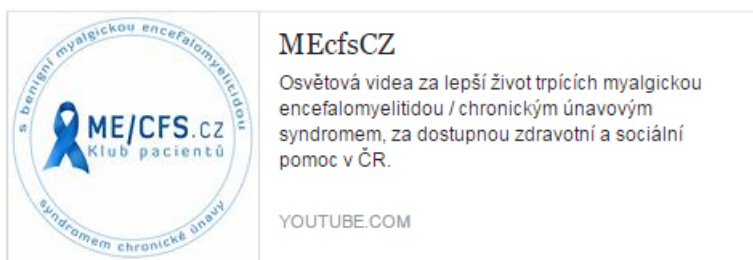 s benigní myalgickou encefalomyelitidou
ME/CFS.cz
Klub pacientů
syndromem chronické únavy
MEcfsCZ
Osvětová videa za lepší život trpících myalgickou
encefalomyelitidou / chronickým únavovým
syndromem, za dostupnou zdravotní a sociální
pomoc v ČR.
YOUTUBE.COM